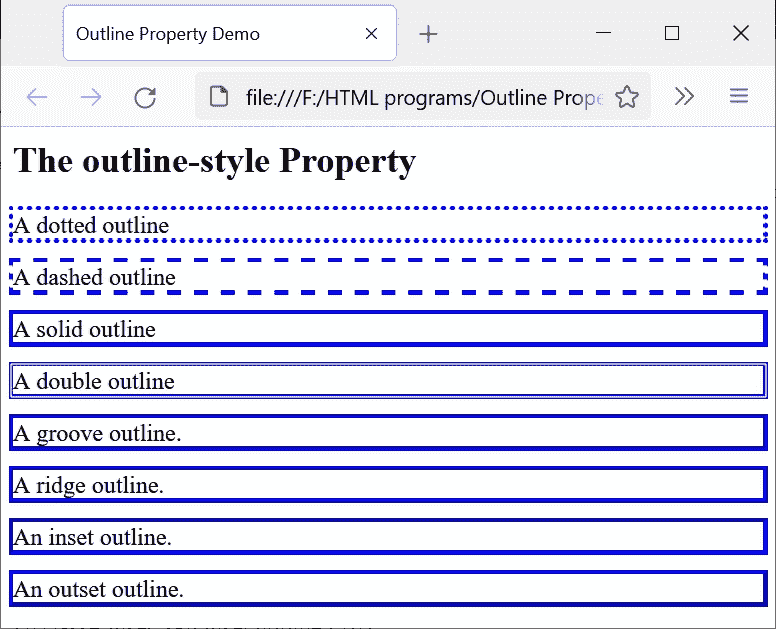 Outline Property Demo
file:///F:/HTML programs/Outline Prope
The outline-style Property
A dotted outline
A dashed outline
A solid outline
A double outline
A groove outline.
A ridge outline.
An inset outline.
An outset outline.